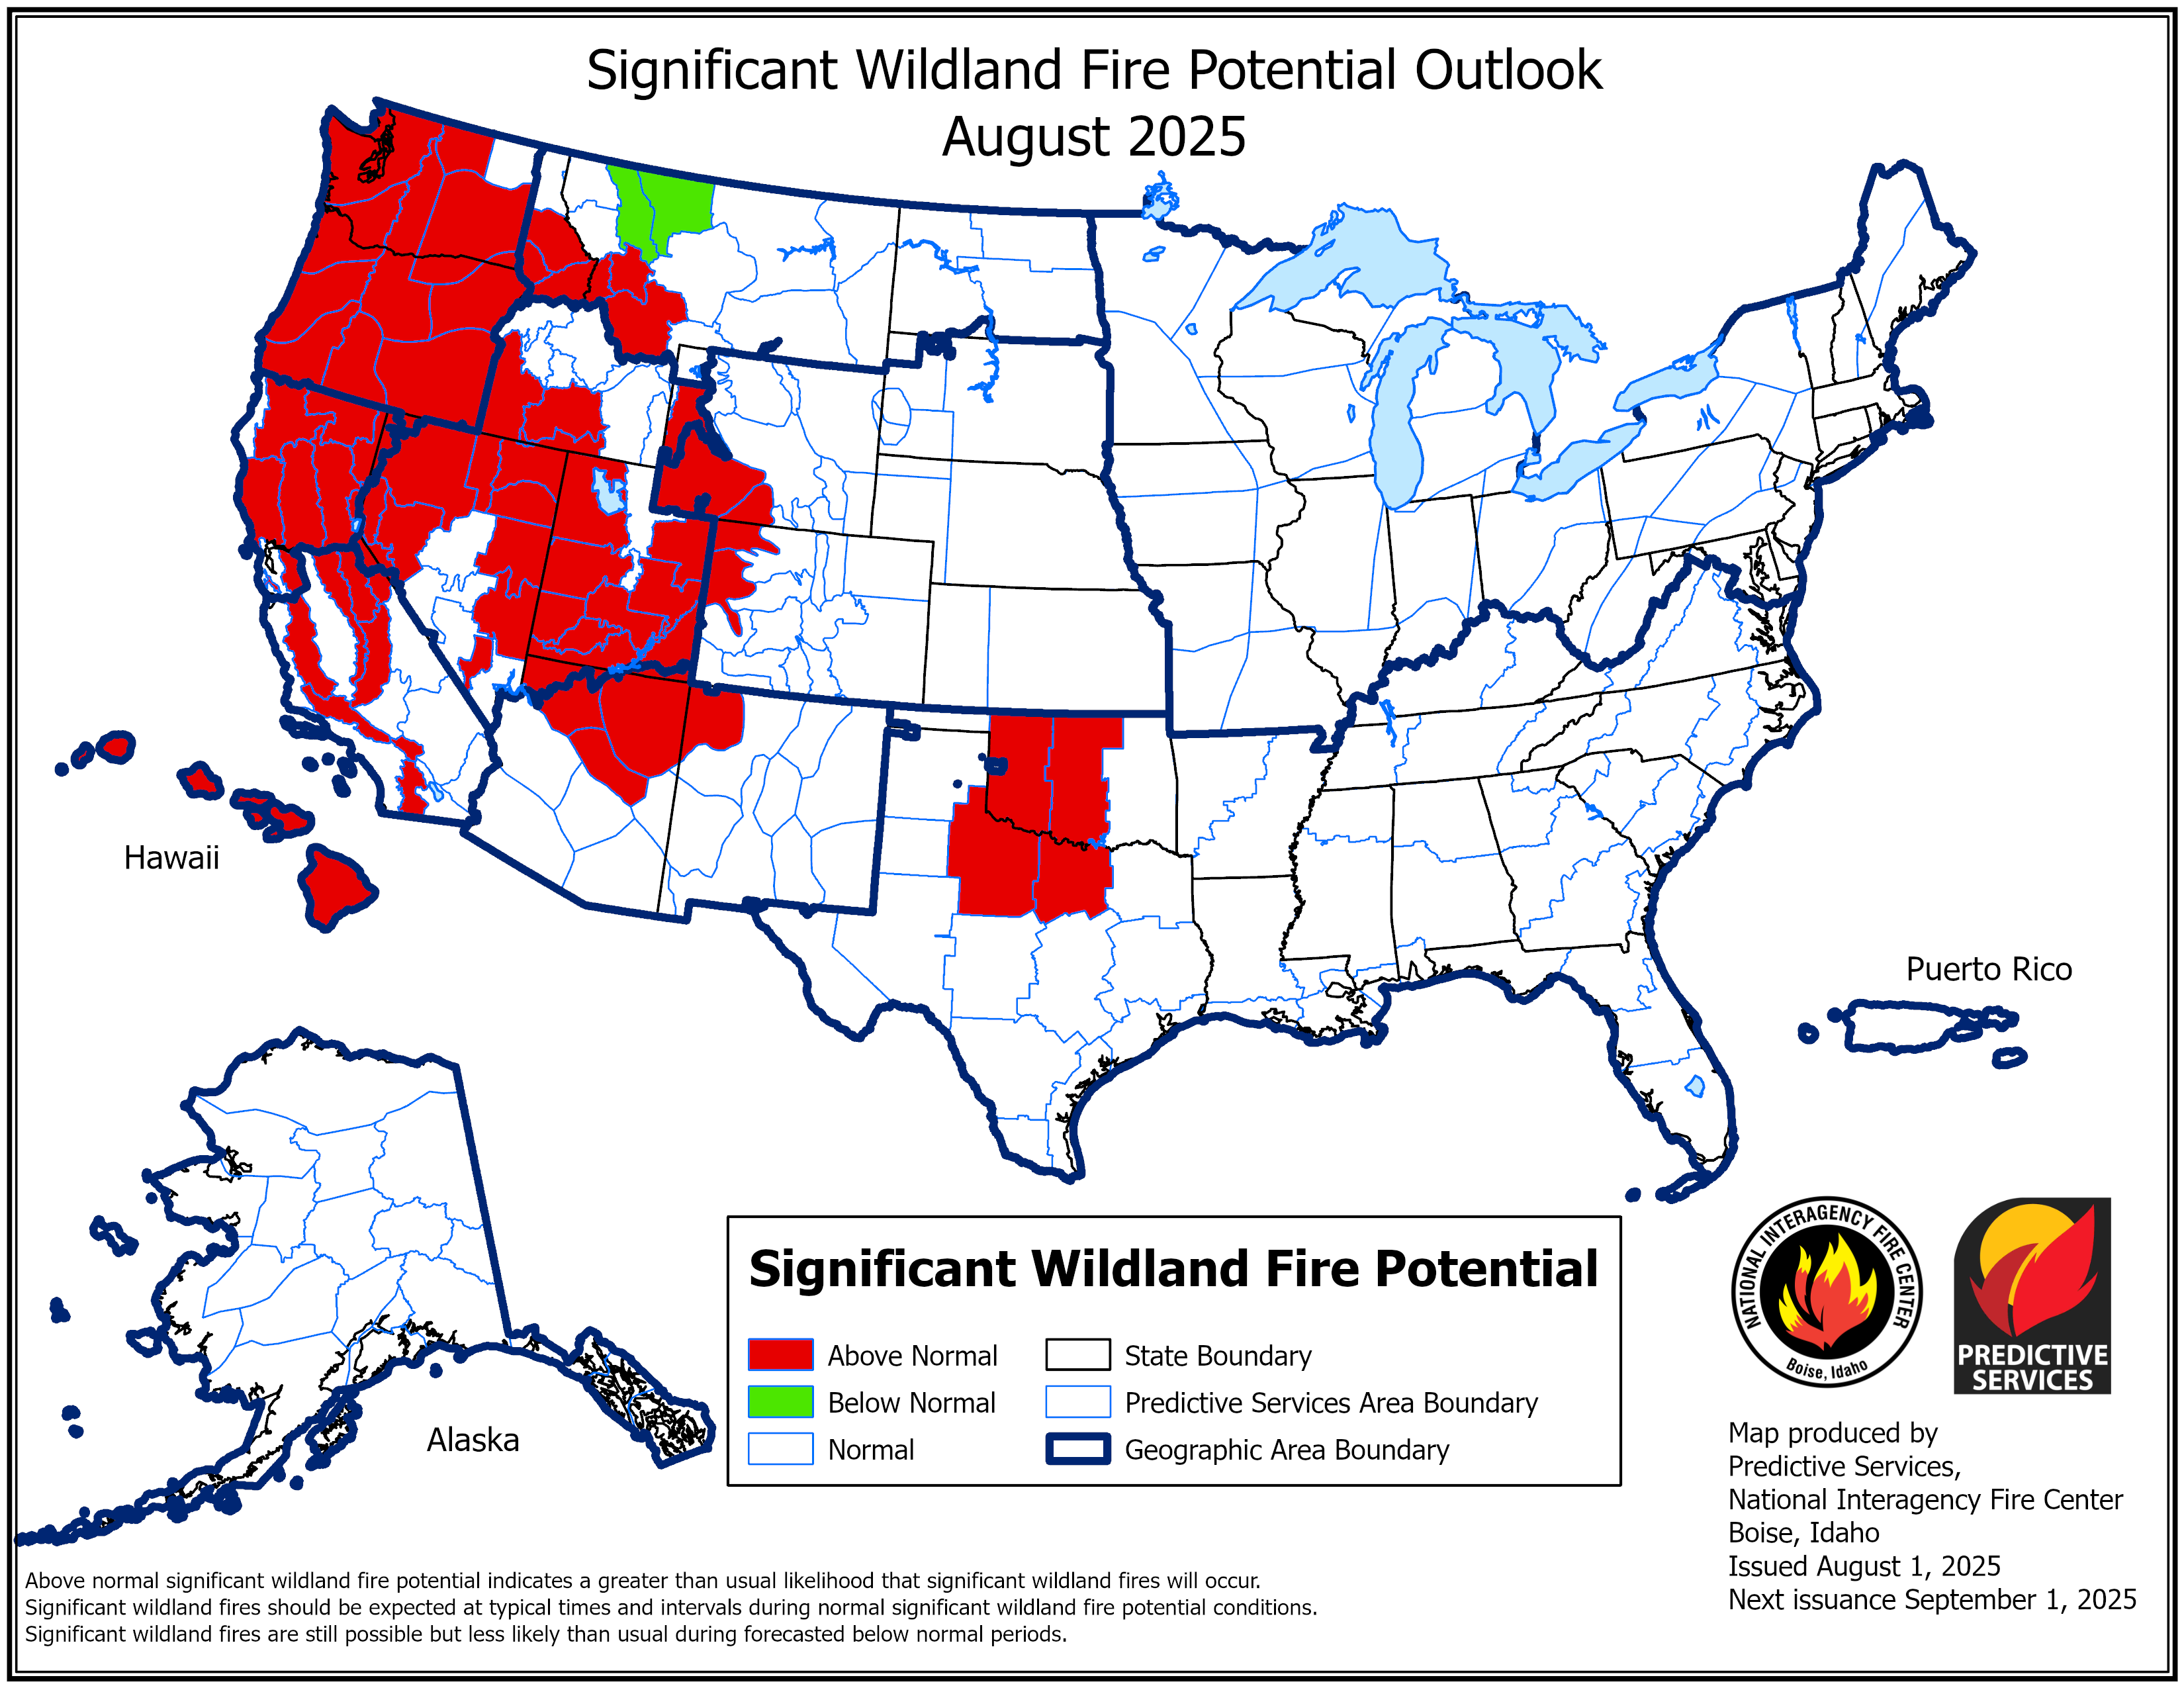 Significant Wildland Fire Potential Outlook
August 2025
Hawaii
Puerto Rico
Alaska
Significant Wildland Fire Potential
Above Normal
Below Normal
Normal
State Boundary
Predictive Services Area Boundary
Geographic Area Boundary
NATIONAL INTERAGENCY FIRE CENTER
Boise, Idaho
PREDICTIVE
SERVICES
Map produced by
Predictive Services,
National Interagency Fire Center
Boise, Idaho
Issued August 1, 2025
Next issuance September 1, 2025
Above normal significant wildland fire potential indicates a greater than usual likelihood that significant wildland fires will occur.
Significant wildland fires should be expected at typical times and intervals during normal significant wildland fire potential conditions.
Significant wildland fires are still possible but less likely than usual during forecasted below normal periods.